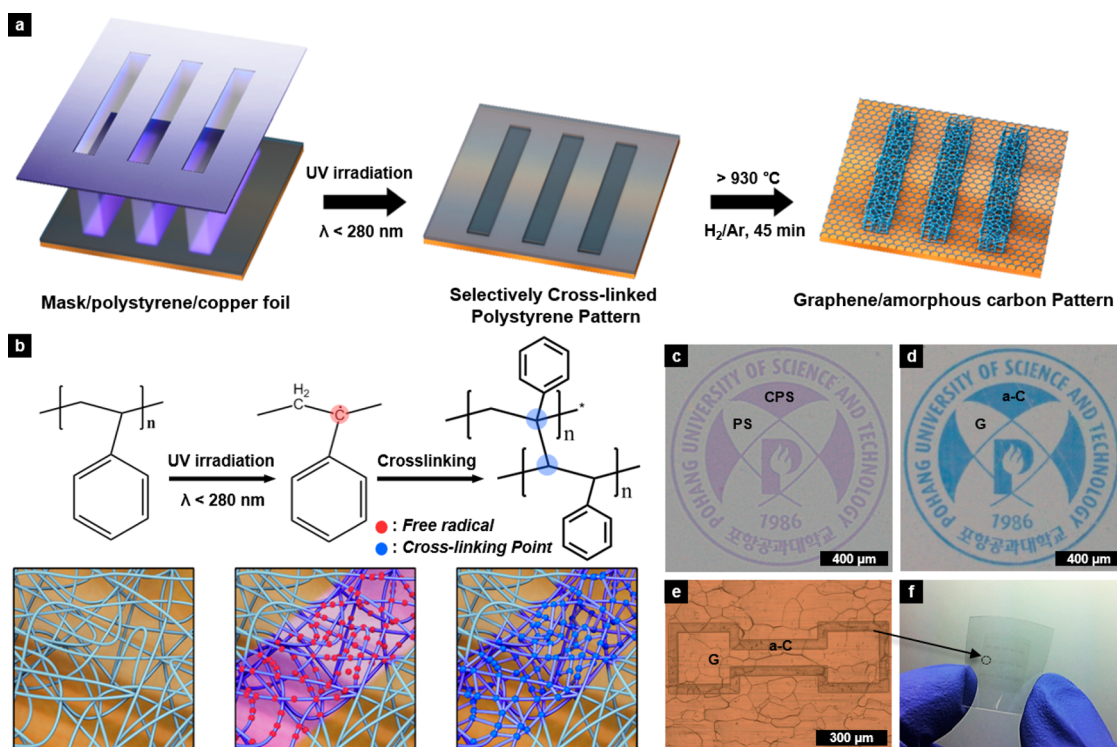 a
UV irradiation
λ < 280 nm
> 930 °C
H2/Ar, 45 min
Mask/polystyrene/copper foil
Selectively Cross-linked
Polystyrene Pattern
Graphene/amorphous carbon Pattern
b
n
UV irradiation
λ < 280 nm
H2
C
Ċ
Crosslinking
*
n
n
: Free radical
: Cross-linking Point
c
POHANG UNIVERSITY OF SCIENCE AND TECHNOLOGY
CPS
PS
1986
포항공과대학교
400 µm
d
POHANG UNIVERSITY OF SCIENCE AND TECHNOLOGY
a-C
G
1986
포항공과대학교
400 µm
e
a-C
G
300 µm
f